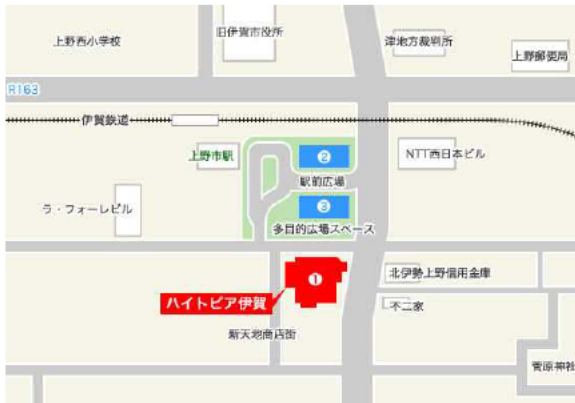 旧伊賀市役所
上野西小学校
津地方裁判所
上野郵便局
R163
伊賀鉄道
上野市駅
❷
NTT西日本ビル
駅前広場
ラ・フォーレビル
❸
多目的広場スペース
❶
北伊勢上野信用金庫
ハイトピア伊賀
不二家
新天地商店街
菅原神社